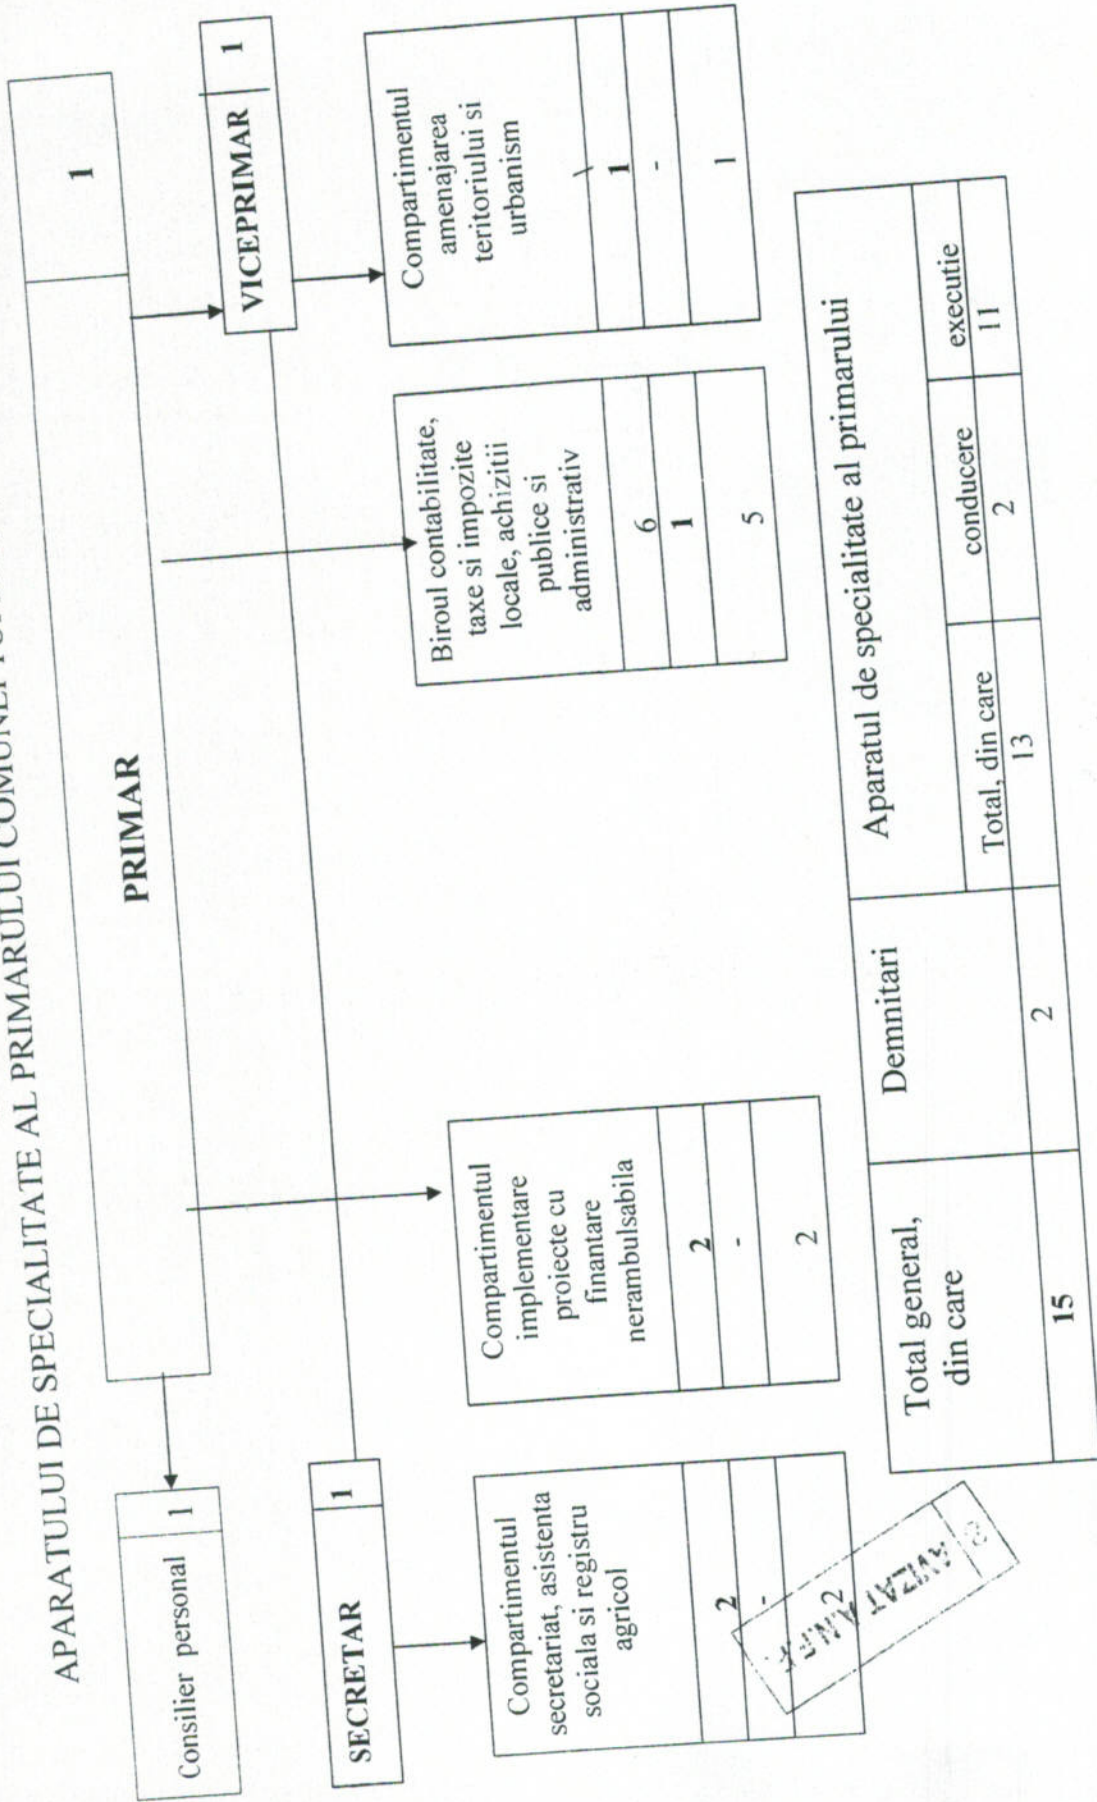 APARATULUI DE SPECIALITATE AL PRIMARULUI COMUNEI
PRIMAR
1
Consilier personal
1
VICEPRIMAR
1
SECRETAR
1
Compartimentul
secretariat, asistenta
sociala si registru
agricol
2
-
2
Compartimentul
implementare
proiecte cu
finantare
nerambulsabila
2
-
2
Biroul contabilitate,
taxe si impozite
locale, achizitii
publice si
administrativ
6
1
5
Compartimentul
amenajarea
teritoriului si
urbanism
1
-
1
AVIZAT A.N.F.P.
Total general,
din care
Demnitari
Aparatul de specialitate al primarului
Total, din care
conducere
executie
15
2
13
2
11